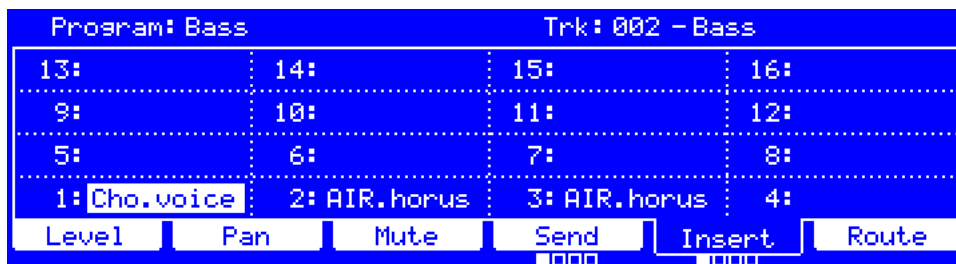 Program: Bass Trk: 002 - Bass
13: 14: 15: 16:
9: 10: 11: 12:
5: 6: 7: 8:
1: Cho.voice 2: AIR.horus 3: AIR.horus 4:
Level Pan Mute Send Insert Route